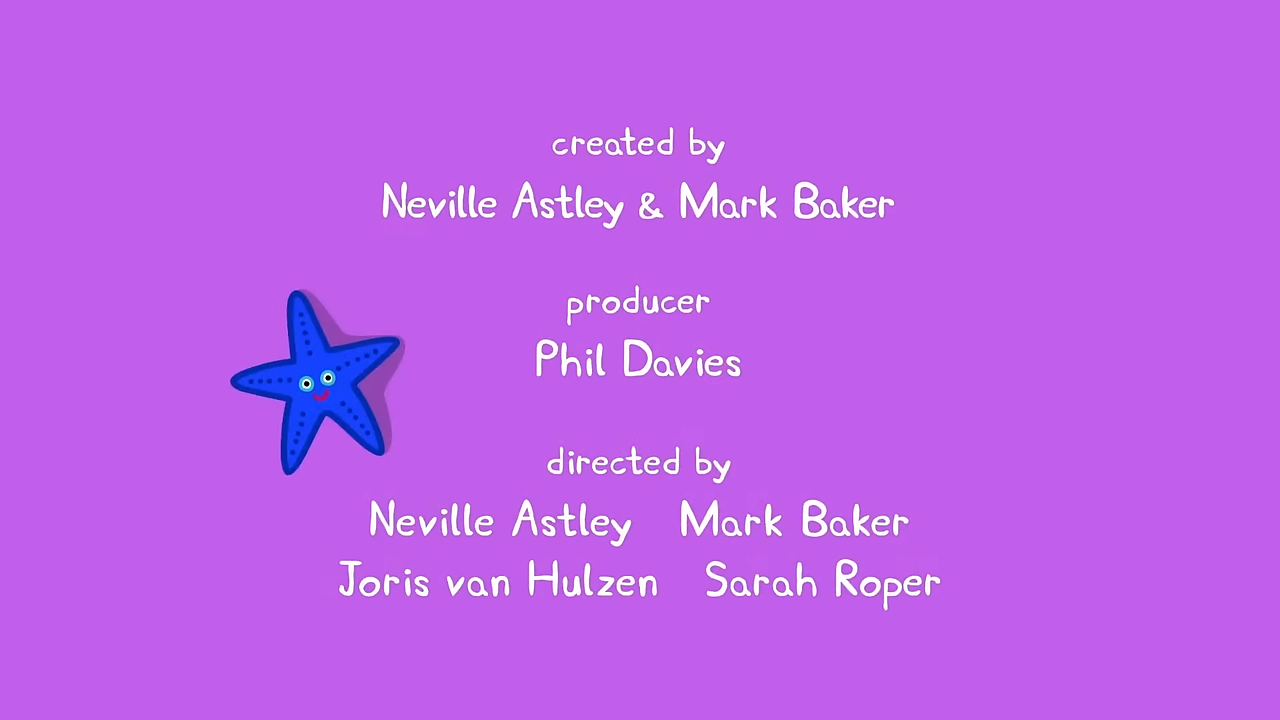 created by
Neville Astley & Mark Baker
producer
Phil Davies
directed by
Neville Astley Mark Baker
Joris van Hulzen Sarah Roper